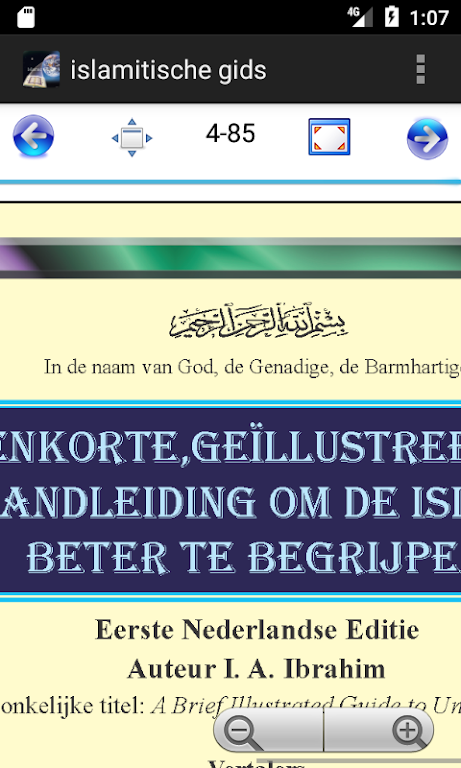 4G 1:07
islamitische gids
4-85
بسم الله الرحمن الرحيم
In de naam van God, de Genadige, de Barmhartige
ENKORTE,GEÏLLUSTREE
ANDLEIDING OM DE ISL
BETER TE BEGRIJPE
Eerste Nederlandse Editie
Auteur I. A. Ibrahim
onkelijke titel: A Brief Illustrated Guide to Un
Vertalers